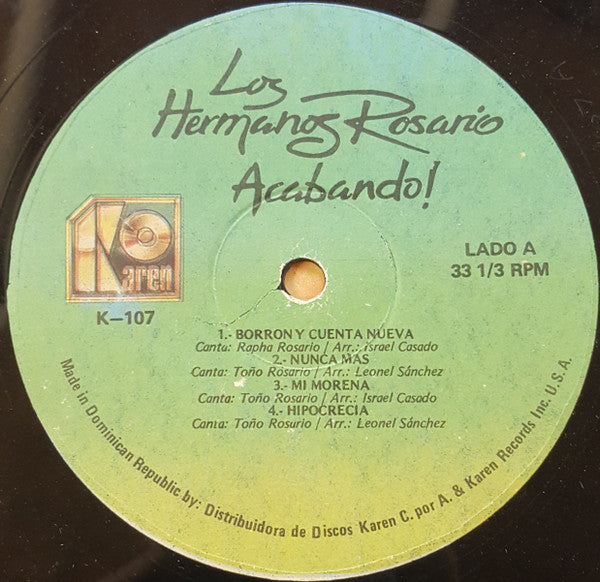 Los
Hermanos Rosario
Acabando!
Karen
K-107
LADO A
33 1/3 RPM
1.- BORRON Y CUENTA NUEVA
Canta: Rapha Rosario / Arr.: Israel Casado
2.- NUNCA MAS
Canta: Toño Rosario / Arr.: Leonel Sánchez
3.- MI MORENA
Canta: Toño Rosario / Arr.: Israel Casado
4.- HIPOCRECIA
Canta: Toño Rosario / Arr.: Leonel Sánchez
Made in Dominican Republic by: Distribuidora de Discos Karen C. por A. & Karen Records Inc. U.S.A.